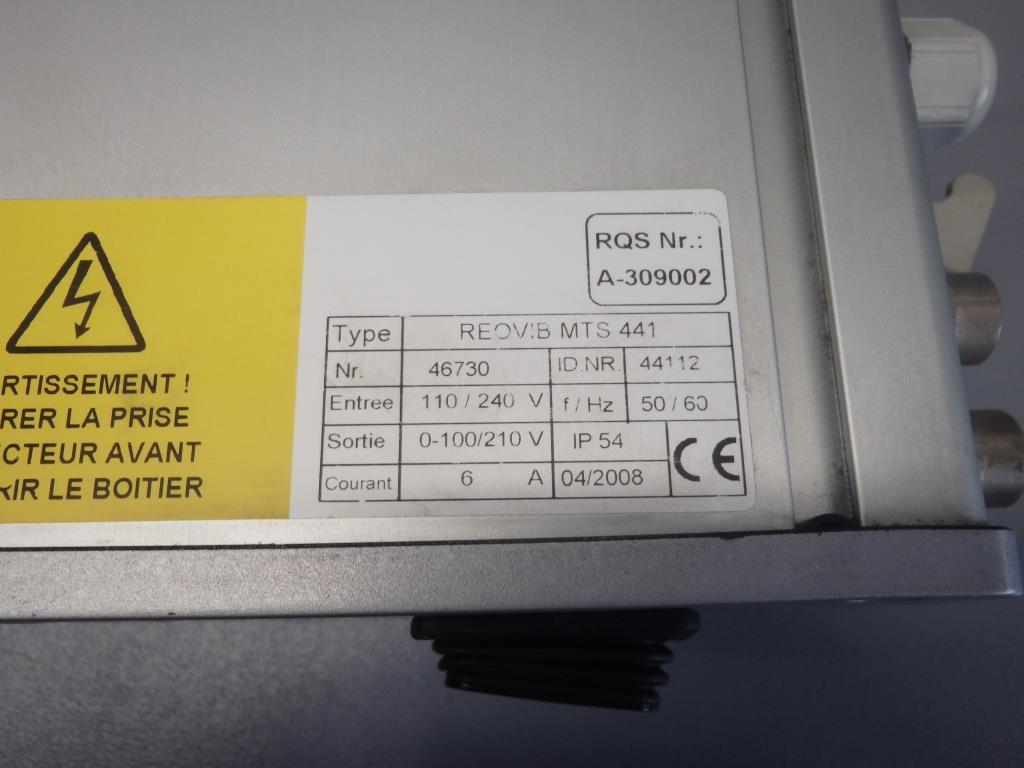 RTISSEMENT !
RER LA PRISE
CTEUR AVANT
RIR LE BOITIER
RQS Nr.:
A-309002
Type REOVIB MTS 441
Nr. 46730 ID.NR. 44112
Entree 110 / 240 V f / Hz 50 / 60
Sortie 0-100/210 V IP 54
Courant 6 A 04/2008 CE